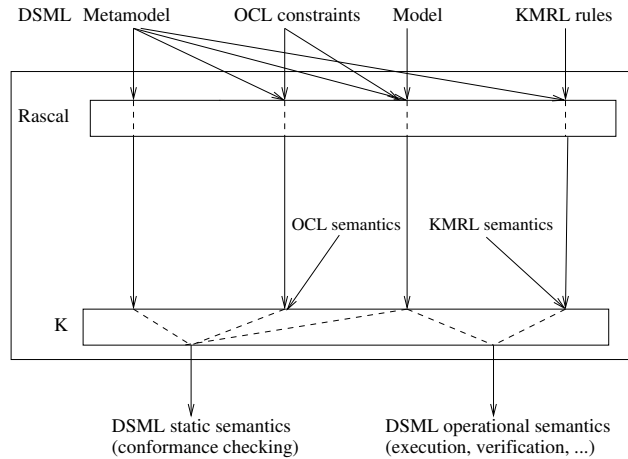 DSML Metamodel OCL constraints Model KMRL rules
Rascal
OCL semantics KMRL semantics
K
DSML static semantics
(conformance checking)
DSML operational semantics
(execution, verification, ...)